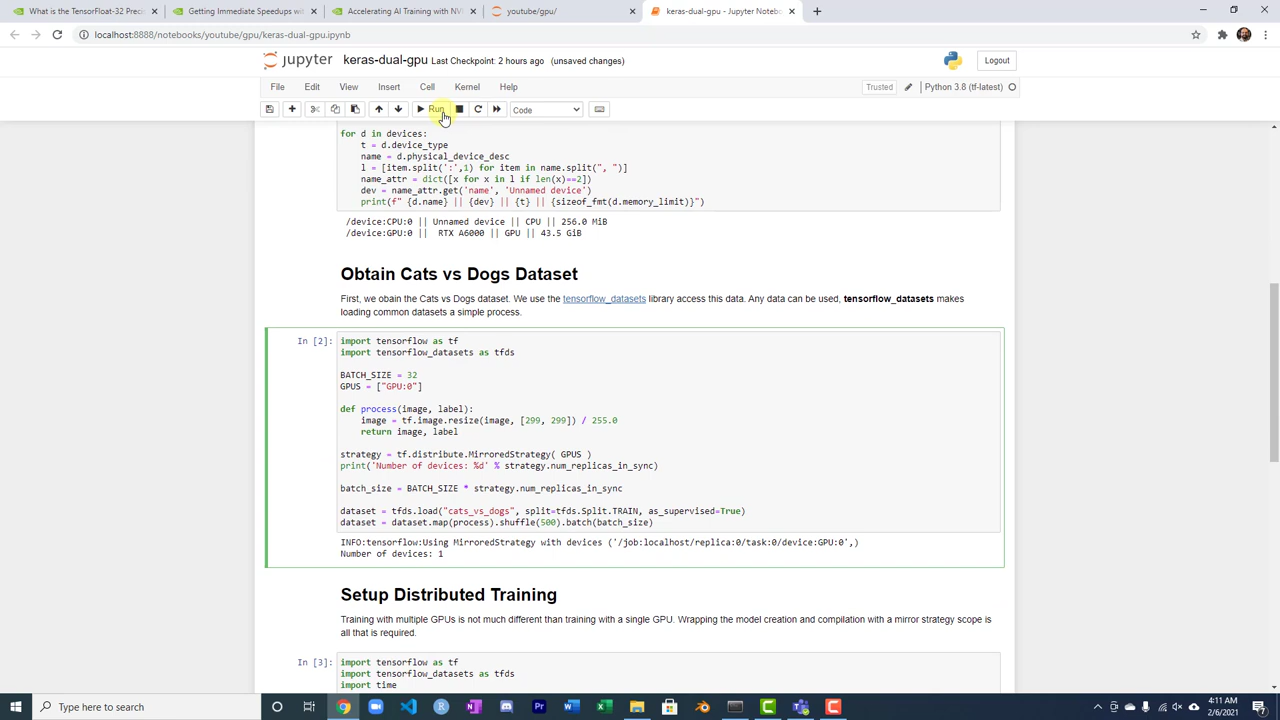 What is the TensorFloat-32 Prec
Getting Immediate Speedups wit
Accelerating AI Training with NV
youtube/gpu/
keras-dual-gpu - Jupyter Notebo
localhost:8888/notebooks/youtube/gpu/keras-dual-gpu.ipynb
jupyter keras-dual-gpu Last Checkpoint: 2 hours ago (unsaved changes)
Logout
File Edit View Insert Cell Kernel Help
Trusted
Python 3.8 (tf-latest)
Run
Code
for d in devices:
t = d.device_type
name = d.physical_device_desc
l = [item.split(':',1) for item in name.split(", ")]
name_attr = dict([x for x in l if len(x)==2])
dev = name_attr.get('name', 'Unnamed device')
print(f" {d.name} || {dev} || {t} || {sizeof_fmt(d.memory_limit)}")
/device:CPU:0 || Unnamed device || CPU || 256.0 MiB
/device:GPU:0 || RTX A6000 || GPU || 43.5 GiB
Obtain Cats vs Dogs Dataset
First, we obain the Cats vs Dogs dataset. We use the tensorflow_datasets library access this data. Any data can be used, tensorflow_datasets makes
loading common datasets a simple process.
In [2]:
import tensorflow as tf
import tensorflow_datasets as tfds
BATCH_SIZE = 32
GPUS = ["GPU:0"]
def process(image, label):
image = tf.image.resize(image, [299, 299]) / 255.0
return image, label
strategy = tf.distribute.MirroredStrategy( GPUS )
print('Number of devices: %d' % strategy.num_replicas_in_sync)
batch_size = BATCH_SIZE * strategy.num_replicas_in_sync
dataset = tfds.load("cats_vs_dogs", split=tfds.Split.TRAIN, as_supervised=True)
dataset = dataset.map(process).shuffle(500).batch(batch_size)
INFO:tensorflow:Using MirroredStrategy with devices ('/job:localhost/replica:0/task:0/device:GPU:0',)
Number of devices: 1
Setup Distributed Training
Training with multiple GPUs is not much different than training with a single GPU. Wrapping the model creation and compilation with a mirror strategy scope is
all that is required.
In [3]:
import tensorflow as tf
import tensorflow_datasets as tfds
import time
Type here to search
4:11 AM
2/6/2021